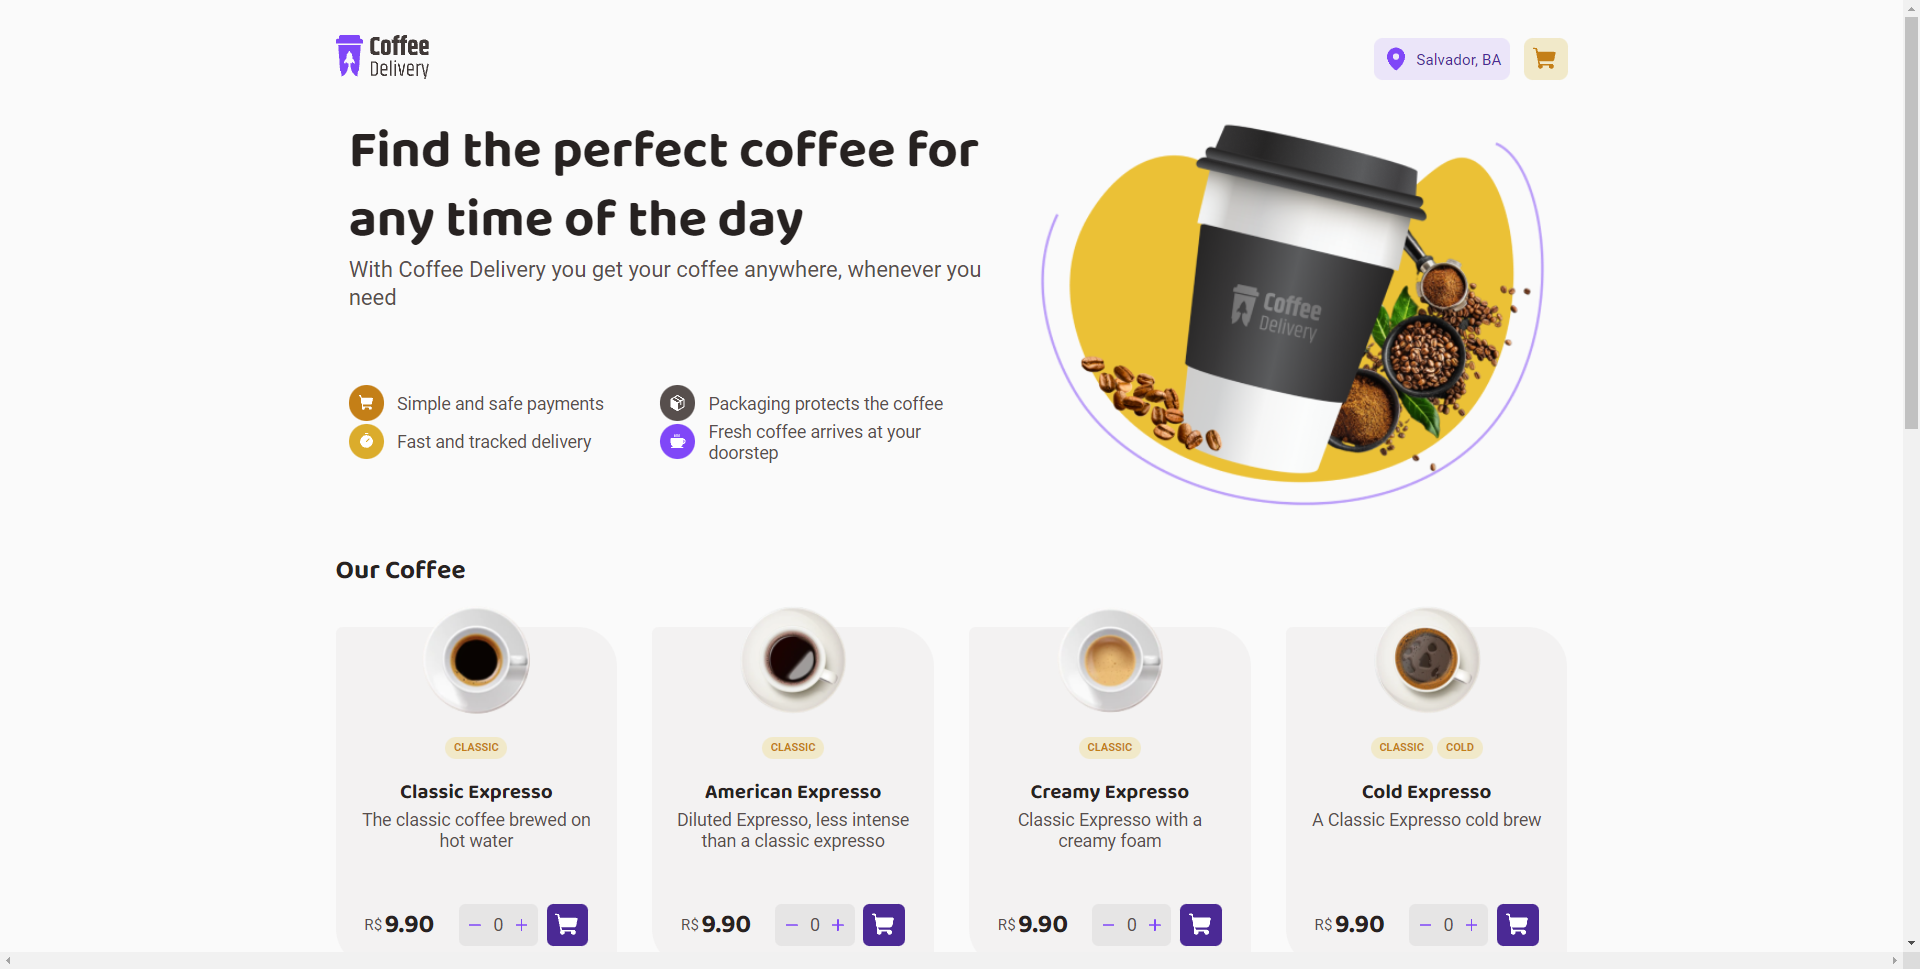 Coffee
Delivery
Salvador, BA
Find the perfect coffee for
any time of the day
With Coffee Delivery you get your coffee anywhere, whenever you
need
Simple and safe payments
Packaging protects the coffee
Fast and tracked delivery
Fresh coffee arrives at your
doorstep
Coffee
Delivery
Our Coffee
CLASSIC
Classic Expresso
The classic coffee brewed on
hot water
R$ 9.90
− 0 +
CLASSIC
American Expresso
Diluted Expresso, less intense
than a classic expresso
R$ 9.90
− 0 +
CLASSIC
Creamy Expresso
Classic Expresso with a
creamy foam
R$ 9.90
− 0 +
CLASSIC COLD
Cold Expresso
A Classic Expresso cold brew
R$ 9.90
− 0 +